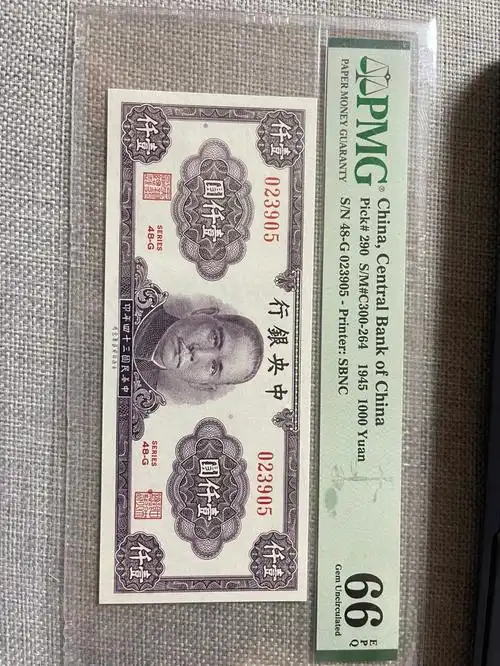 PMG®
PAPER MONEY GUARANTY
China, Central Bank of China
Pick# 290 S/M#C300-264 1945 1000 Yuan
S/N 48-G 023905 - Printer: SBNC
66 EPQ
Gem Uncirculated
中央銀行
023905
023905
壹仟
壹仟
壹仟圓
壹仟圓
SERIES
48-G
SERIES
48-G
中華民國三十四年印
壹仟
壹仟